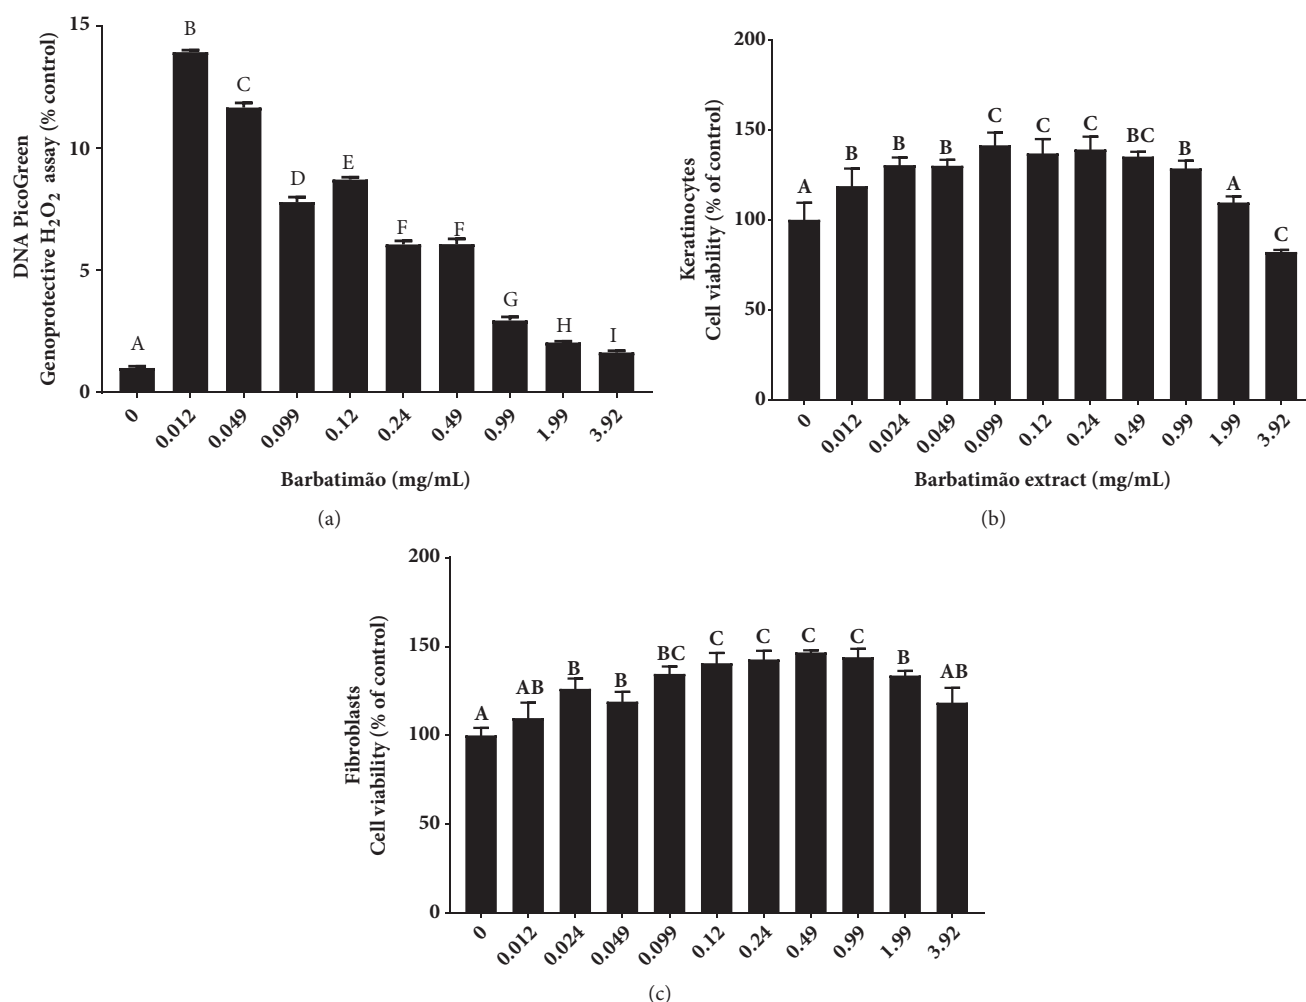 DNA PicoGreen
Genoprotective H₂O₂ assay (% control)
15
10
5
0
A
B
C
D
E
F
F
G
H
I
0
0.012
0.049
0.099
0.12
0.24
0.49
0.99
1.99
3.92
Barbatimão (mg/mL)
(a)
Keratinocytes
Cell viability (% of control)
200
150
100
50
0
A
B
B
B
C
C
C
BC
B
A
C
0
0.012
0.024
0.049
0.099
0.12
0.24
0.49
0.99
1.99
3.92
Barbatimão extract (mg/mL)
(b)
Fibroblasts
Cell viability (% of control)
200
150
100
50
0
A
AB
B
B
BC
C
C
C
C
B
AB
0
0.012
0.024
0.049
0.099
0.12
0.24
0.49
0.99
1.99
3.92
(c)